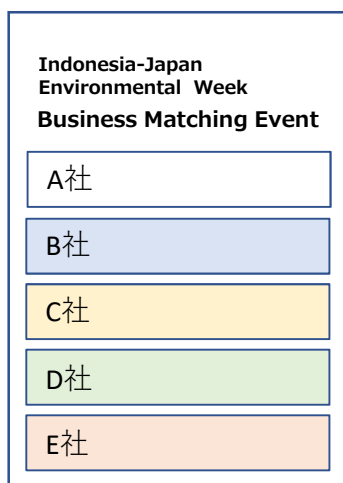 Indonesia-Japan
Environmental Week
Business Matching Event
A社
B社
C社
D社
E社